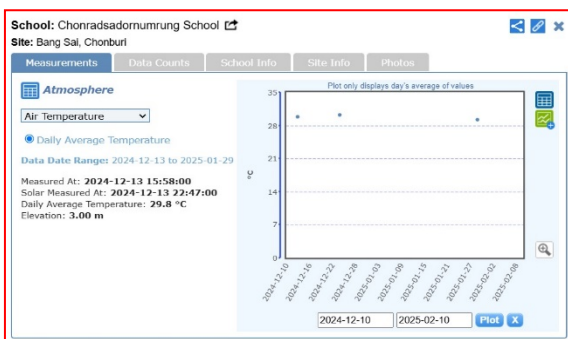 School: Chonradsadornumrung School
Site: Bang Sai, Chonburi
Measurements Data Counts School Info Site Info Photos
Atmosphere
Air Temperature
Daily Average Temperature
Data Date Range: 2024-12-13 to 2025-01-29
Measured At: 2024-12-13 15:58:00
Solar Measured At: 2024-12-13 22:47:00
Daily Average Temperature: 29.8 °C
Elevation: 3.00 m
Plot only displays day's average of values
35
28
21
°C
14
7
0
2024-12-10 2024-12-16 2024-12-22 2024-12-28 2025-01-03 2025-01-09 2025-01-15 2025-01-21 2025-01-27 2025-02-02 2025-02-08
2024-12-10 2025-02-10 Plot X